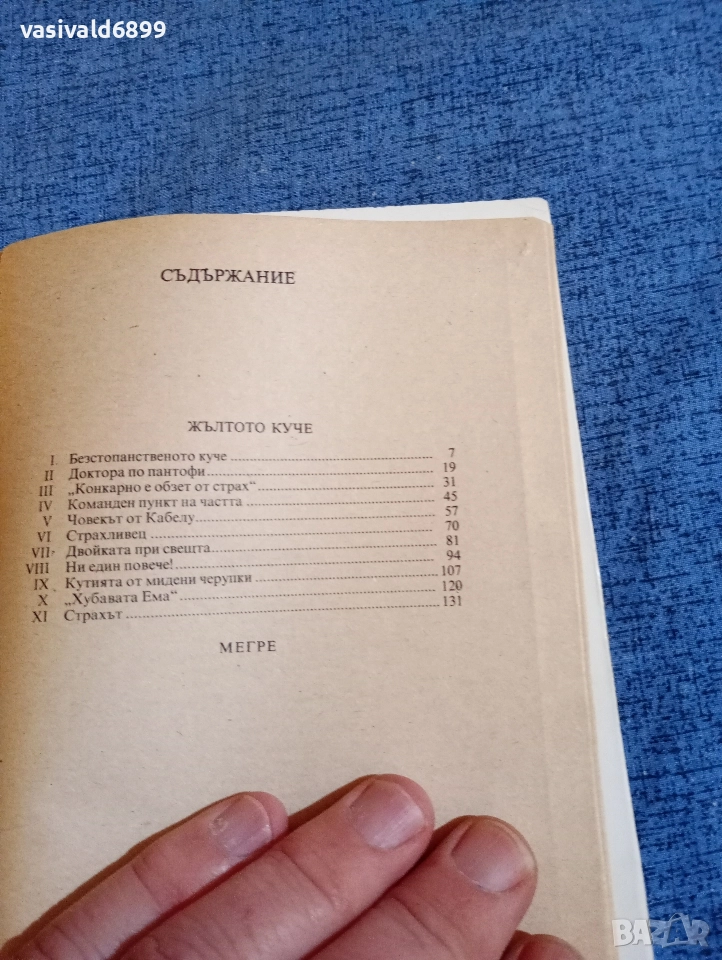 vasivald6899
СЪДЪРЖАНИЕ
ЖЪЛТОТО КУЧЕ
I Безстопанственото куче 7
II Доктора по пантофи 19
III „Конкарно е обзет от страх“ 31
IV Команден пункт на частта 45
V Човекът от Кабелу 57
VI Страхливец 70
VII Двойката при свещта 81
VIII Ни един повече! 94
IX Кутията от мидени черупки 107
X „Хубавата Ема“ 120
XI Страхът 131
МЕГРЕ
BAZAR